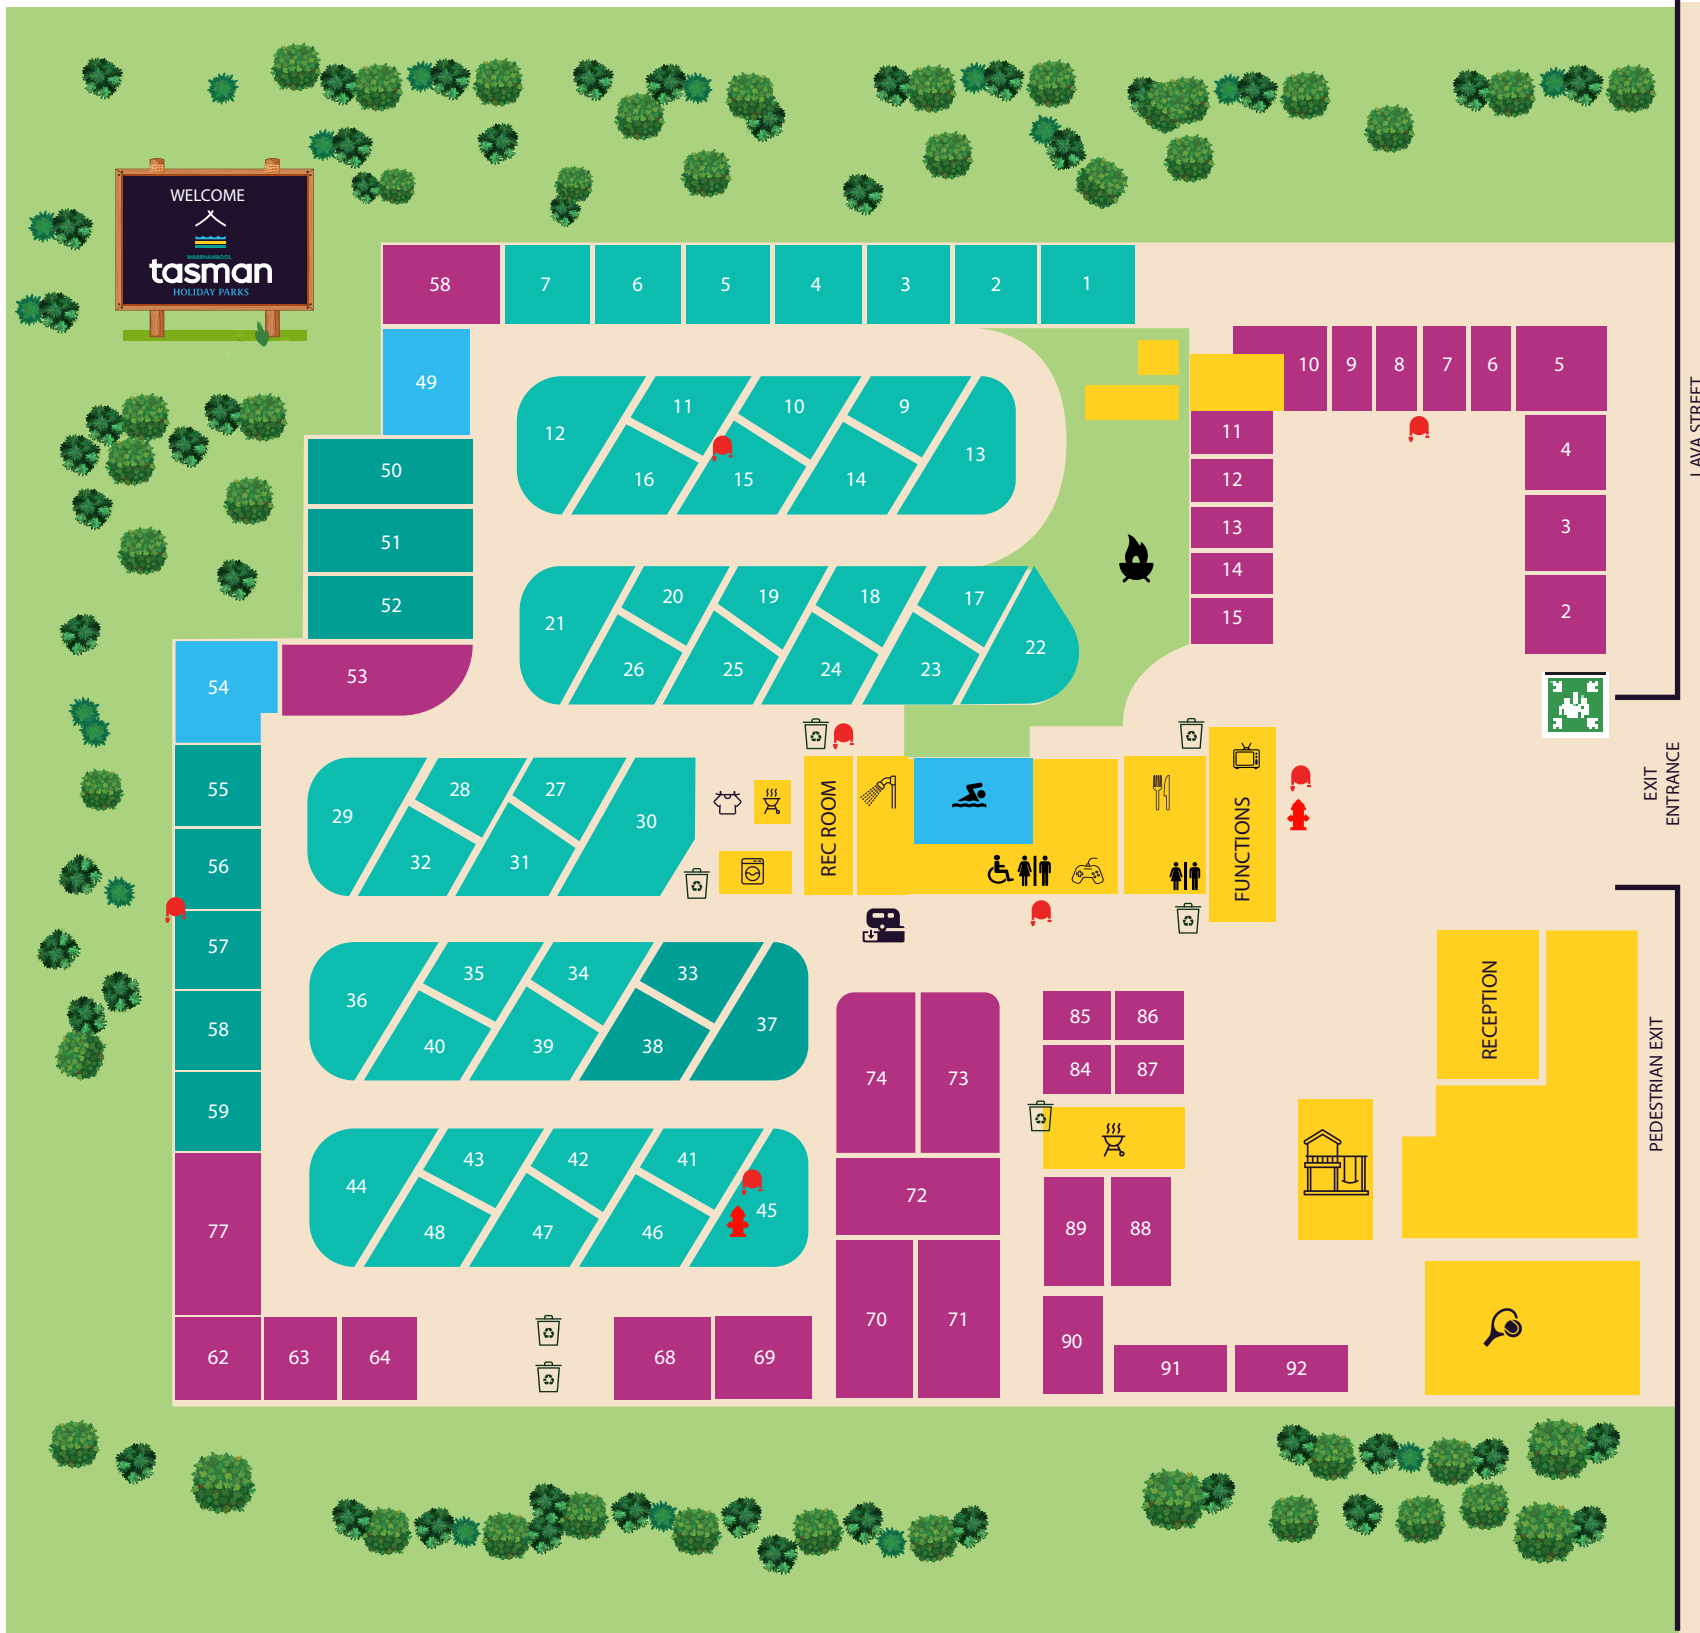 WELCOME
WARRNAMBOOL
tasman
HOLIDAY PARKS
58 7 6 5 4 3 2 1
49
50
51
52
53
54
55
56
57
58
59
77
62 63 64
68 69
12 11 10 9
16 15 14 13
21 20 19 18 17
26 25 24 23 22
29 28 27 30
32 31
36 35 34 33 37
40 39 38
44 43 42 41 45
48 47 46
10 9 8 7 6 5
11
12
13
14
15
4
3
2
LAVA STREET
EXIT
ENTRANCE
REC ROOM
FUNCTIONS
RECEPTION
PEDESTRIAN EXIT
74 73
72
70 71
85 86
84 87
89 88
90
91 92